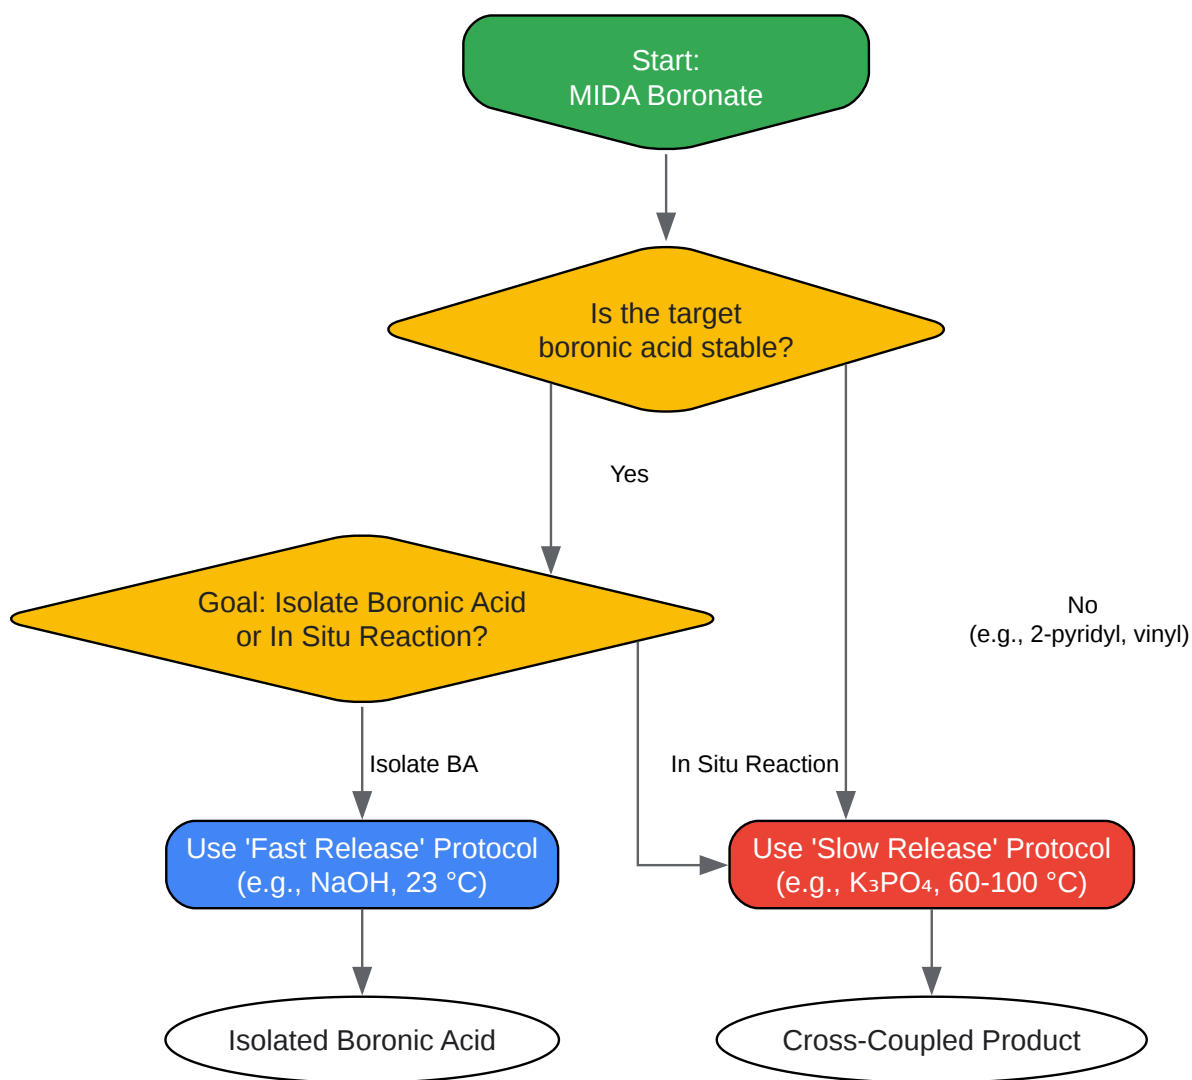 Start:
MIDA Boronate
Is the target
boronic acid stable?
Yes
Goal: Isolate Boronic Acid
or In Situ Reaction?
No
(e.g., 2-pyridyl, vinyl)
Isolate BA
In Situ Reaction
Use 'Fast Release' Protocol
(e.g., NaOH, 23 °C)
Use 'Slow Release' Protocol
(e.g., K₃PO₄, 60-100 °C)
Isolated Boronic Acid
Cross-Coupled Product